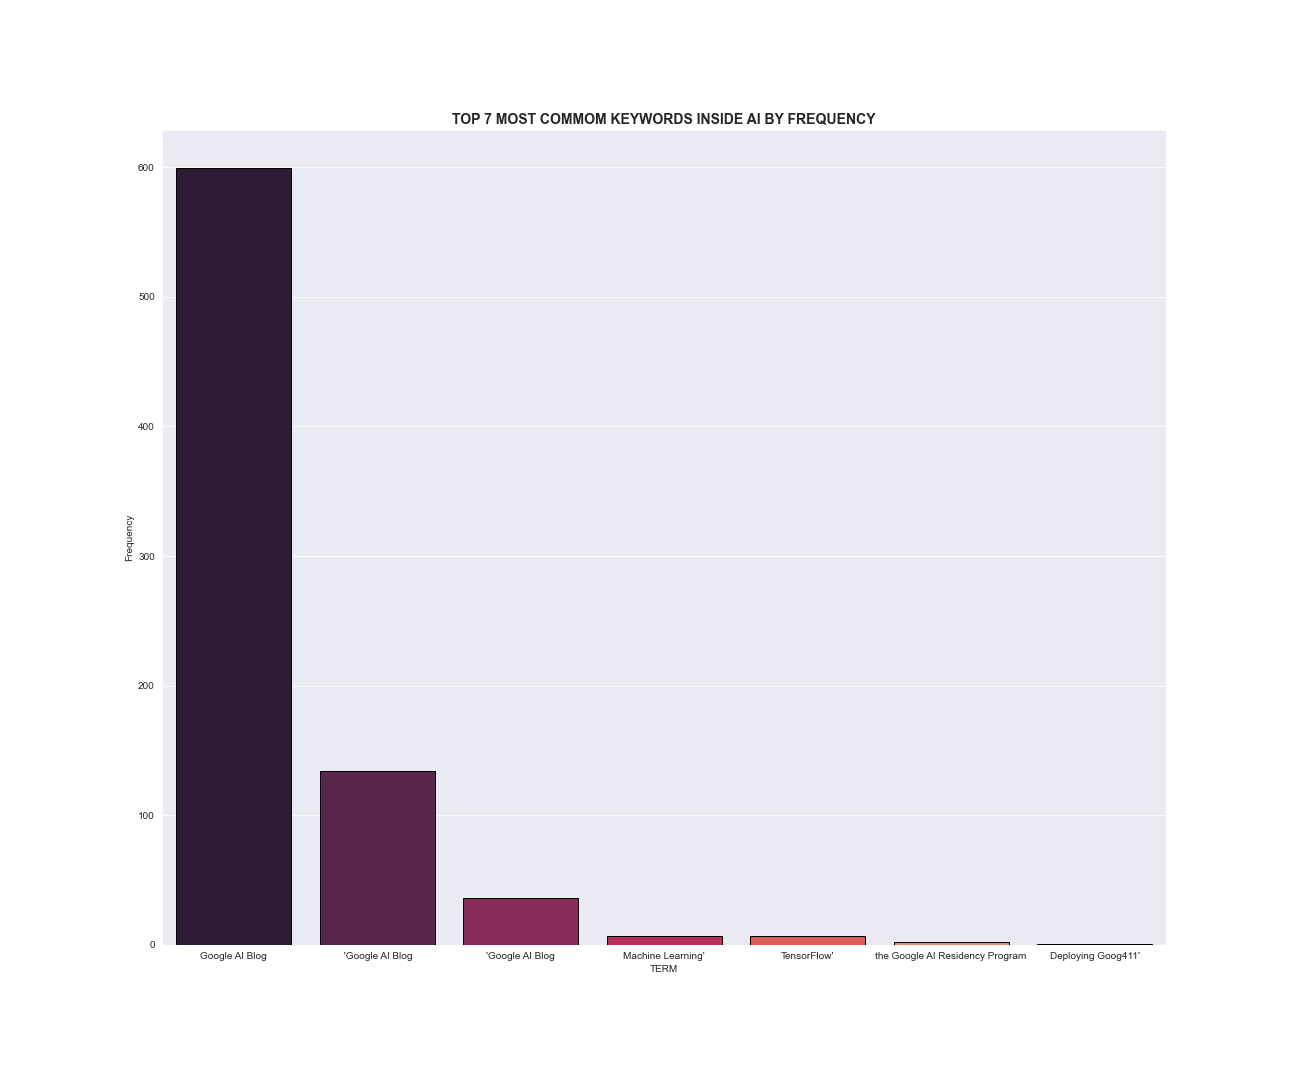 TOP 7 MOST COMMOM KEYWORDS INSIDE AI BY FREQUENCY
600
500
400
300
200
100
0
Frequency
Google AI Blog
'Google AI Blog
'Google AI Blog
Machine Learning'
TensorFlow'
the Google AI Residency Program
Deploying Goog411'
TERM